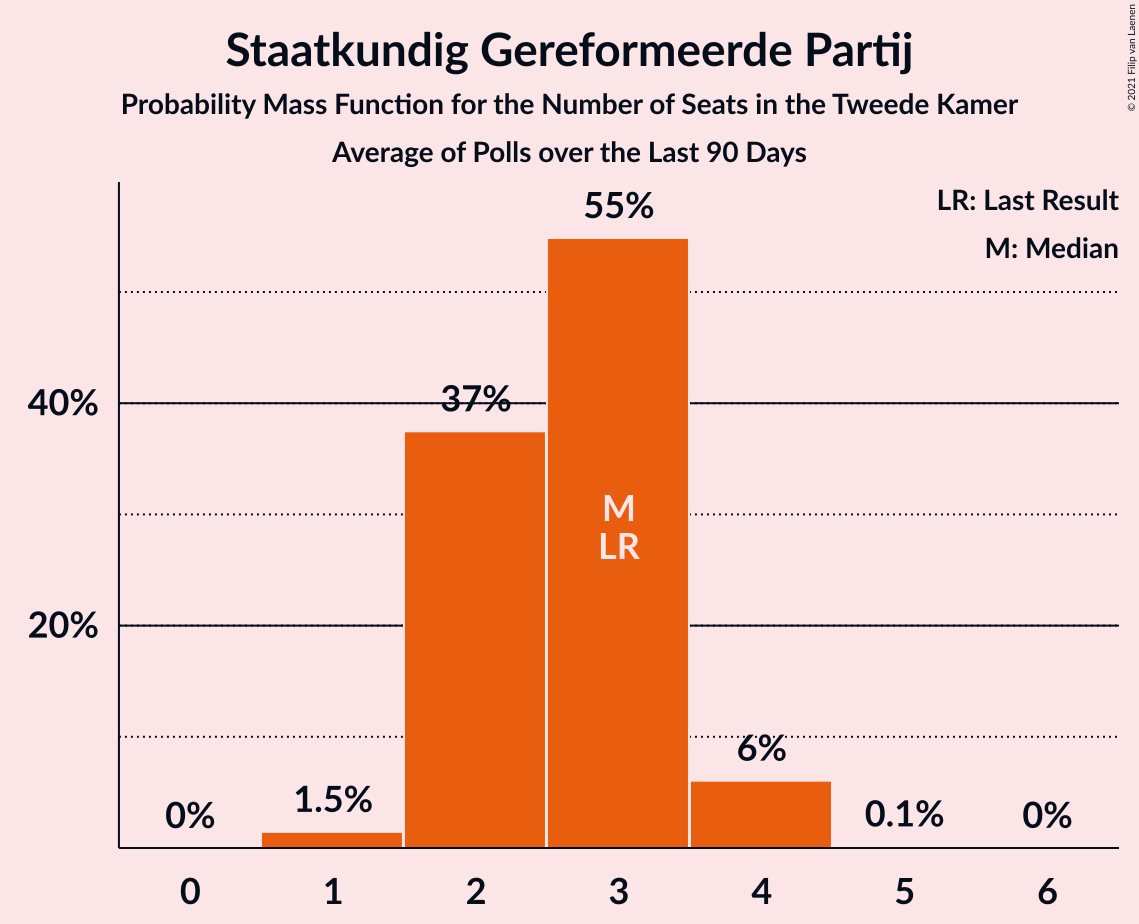 Staatkundig Gereformeerde Partij
Probability Mass Function for the Number of Seats in the Tweede Kamer
Average of Polls over the Last 90 Days
© 2021 Filip van Laenen
LR: Last Result
M: Median
55%
37%
40%
M
LR
20%
6%
1.5%
0%
0.1%
0%
0 1 2 3 4 5 6